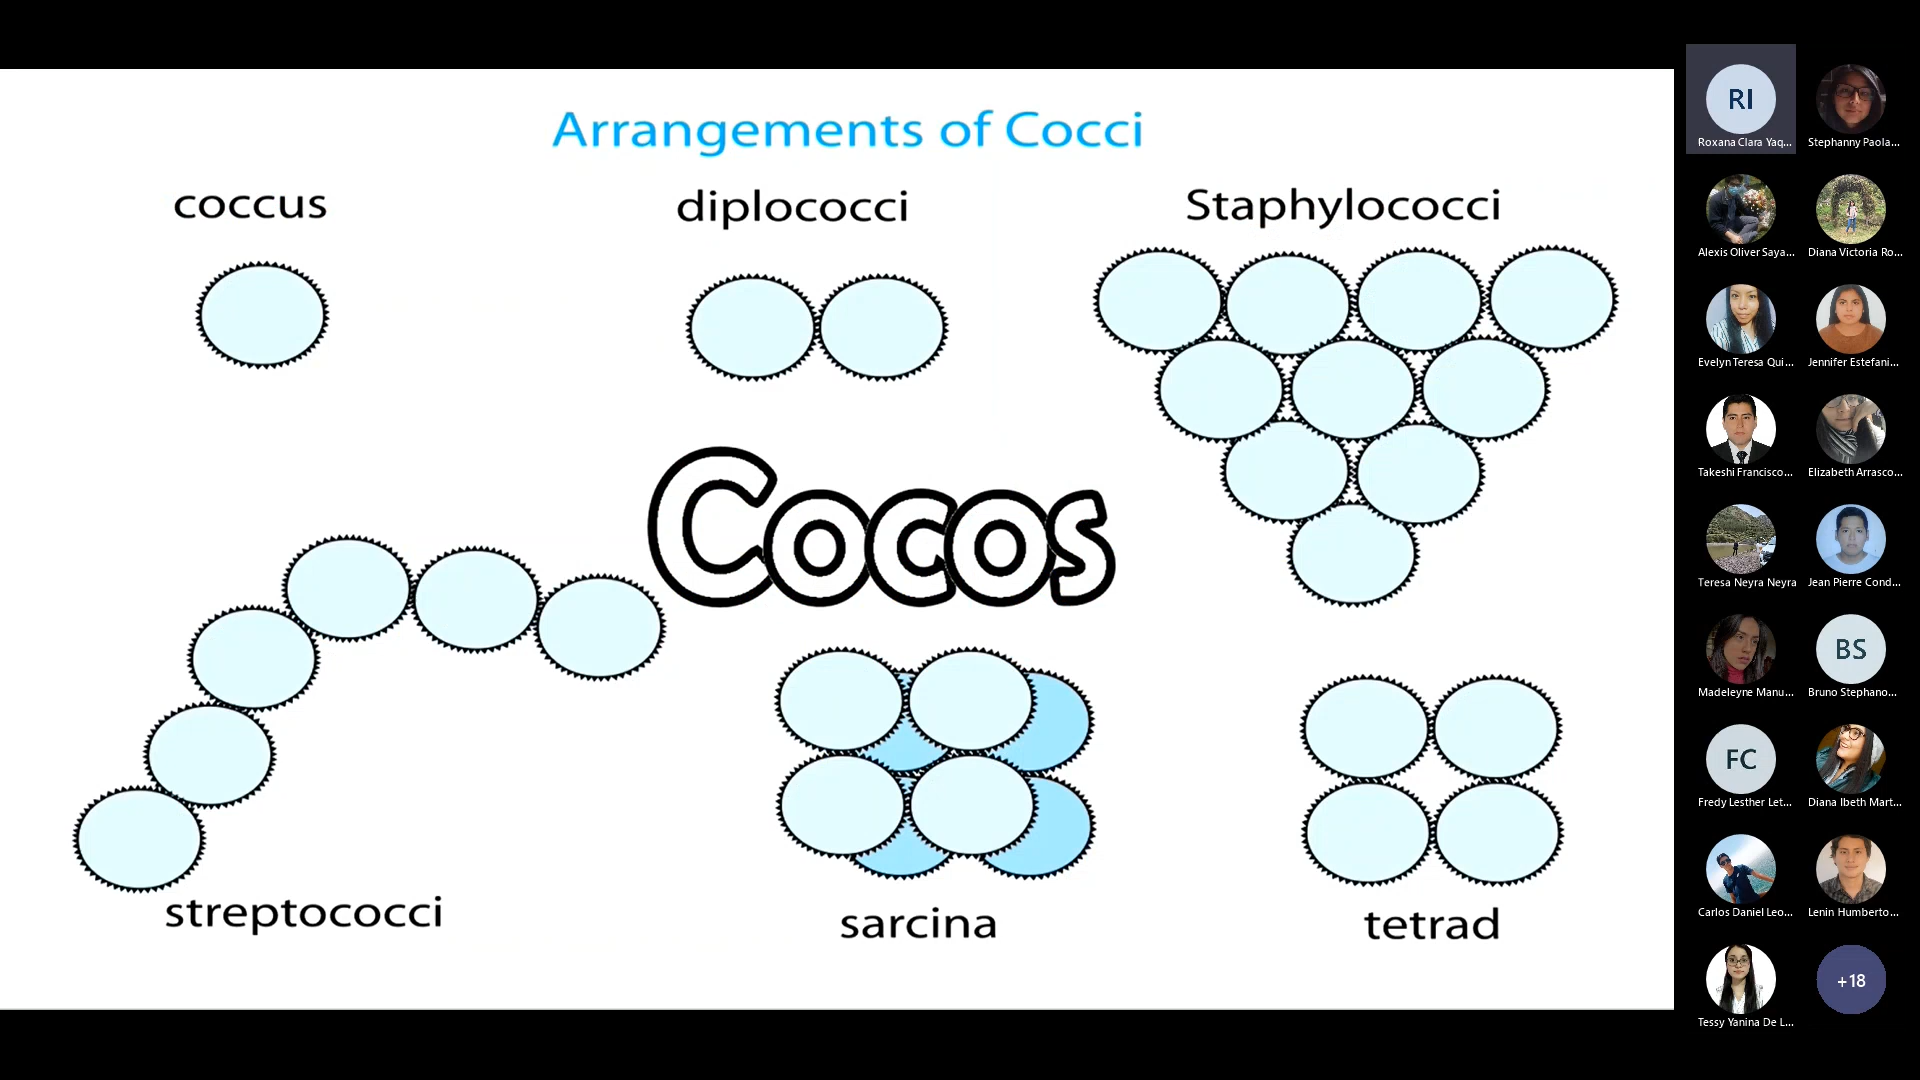 Arrangements of Cocci
coccus
diplococci
Staphylococci
Cocos
streptococci
sarcina
tetrad
RI
Roxana Clara Yaq...
Stephanny Paola...
Alexis Oliver Saya...
Diana Victoria Ro...
Evelyn Teresa Qui...
Jennifer Estefani...
Takeshi Francisco...
Elizabeth Arrasco...
Teresa Neyra Neyra
Jean Pierre Cond...
Madeleyne Manu...
BS
Bruno Stephano...
FC
Fredy Lesther Let...
Diana Ibeth Mart...
Carlos Daniel Leo...
Lenin Humberto...
Tessy Yanina De L...
+18